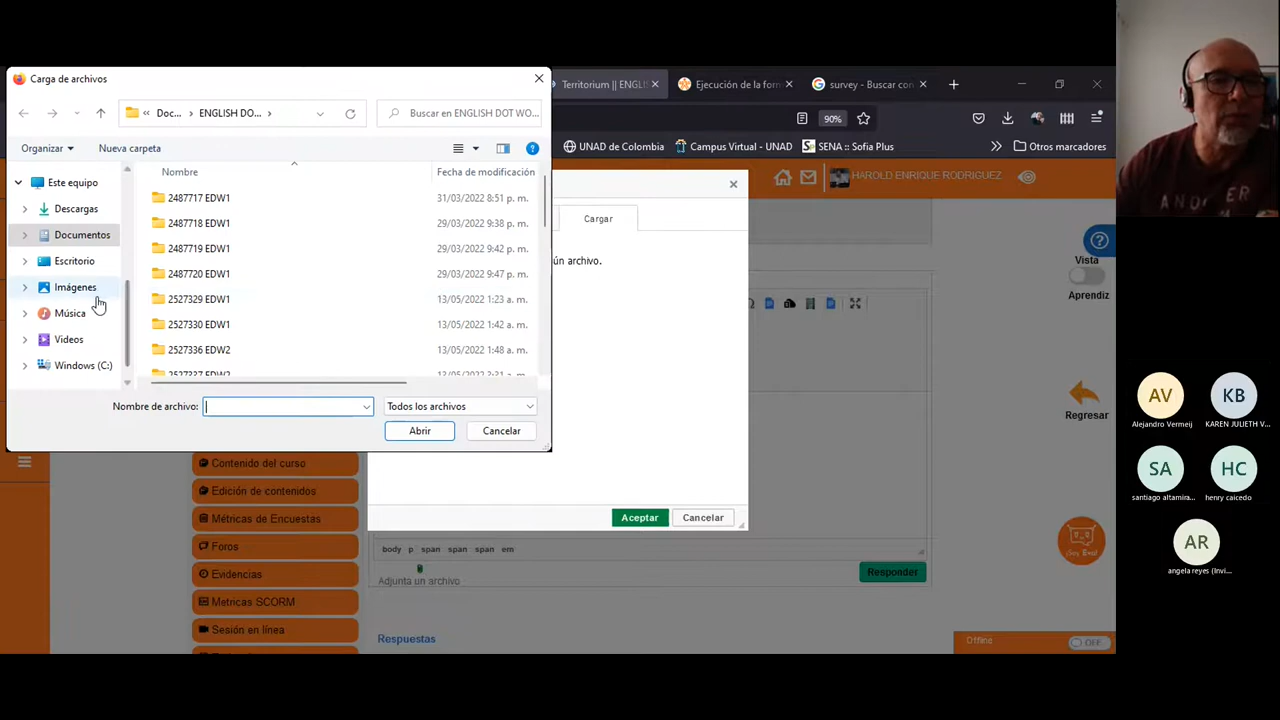 Carga de archivos
Territorium || ENGLI
Ejecución de la form
survey - Buscar con
Doc...
ENGLISH DO...
Buscar en ENGLISH DOT WO...
90%
Organizar
Nueva carpeta
UNAD de Colombia
Campus Virtual - UNAD
SENA :: Sofia Plus
Otros marcadores
Nombre
Fecha de modificación
HAROLD ENRIQUE RODRIGUEZ
Este equipo
Descargas
Documentos
Escritorio
Imágenes
Música
Videos
Windows (C:)
2487717 EDW1
31/03/2022 8:51 p. m.
2487718 EDW1
29/03/2022 9:38 p. m.
2487719 EDW1
29/03/2022 9:42 p. m.
2487720 EDW1
29/03/2022 9:47 p. m.
2527329 EDW1
13/05/2022 1:23 a. m.
2527330 EDW1
13/05/2022 1:42 a. m.
2527336 EDW2
13/05/2022 1:48 a. m.
2527337 EDW2
13/05/2022 3:31 a. m.
Cargar
ún archivo.
Vista
Aprendiz
Nombre de archivo:
Todos los archivos
Abrir
Cancelar
Regresar
Contenido del curso
Edición de contenidos
Métricas de Encuestas
Foros
Evidencias
Metricas SCORM
Sesión en línea
Aceptar
Cancelar
body p span span span em
Adjunta un archivo
Responder
Respuestas
Offline
OFF
AV
Alejandro Vermeij
KB
KAREN JULIETH V...
SA
santiago altamira...
HC
henry caicedo
AR
angela reyes (Invi...